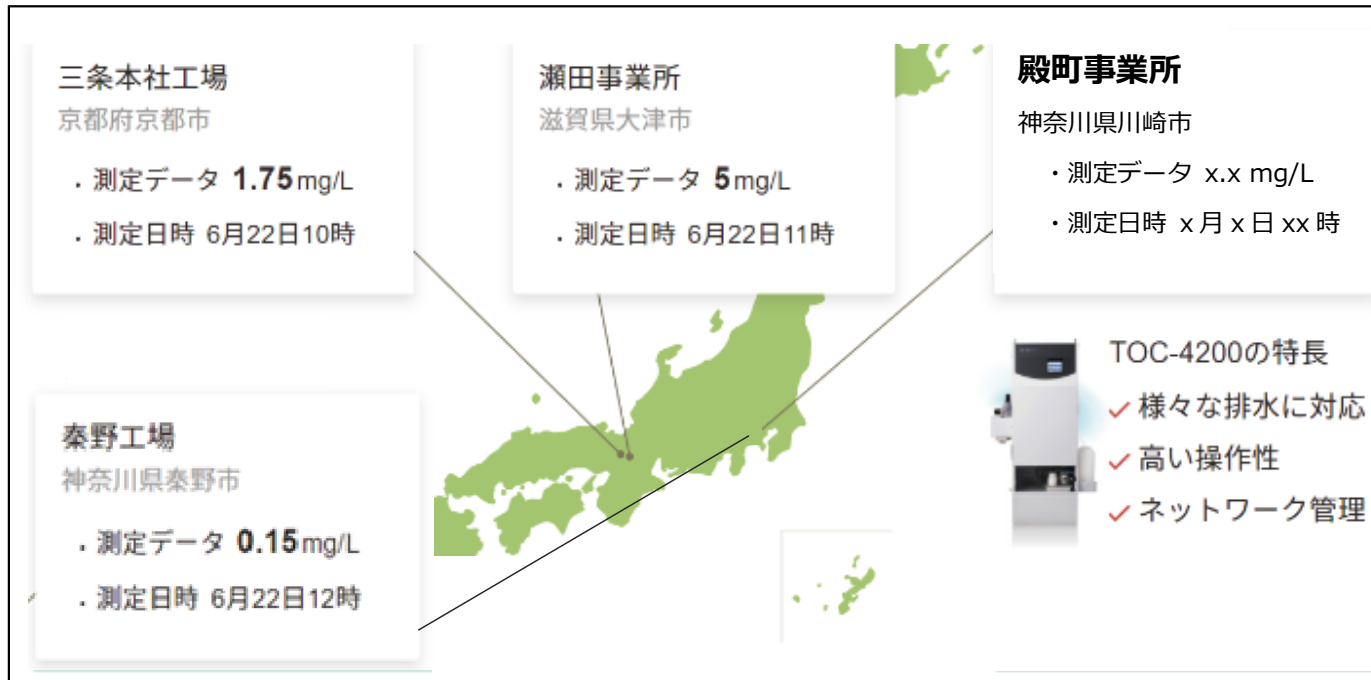 三条本社工場
京都府京都市
・測定データ 1.75mg/L
・測定日時 6月22日10時
瀬田事業所
滋賀県大津市
・測定データ 5mg/L
・測定日時 6月22日11時
殿町事業所
神奈川県川崎市
・測定データ x.x mg/L
・測定日時 x月x日 xx時
秦野工場
神奈川県秦野市
・測定データ 0.15mg/L
・測定日時 6月22日12時
TOC-4200の特長
✓ 様々な排水に対応
✓ 高い操作性
✓ ネットワーク管理